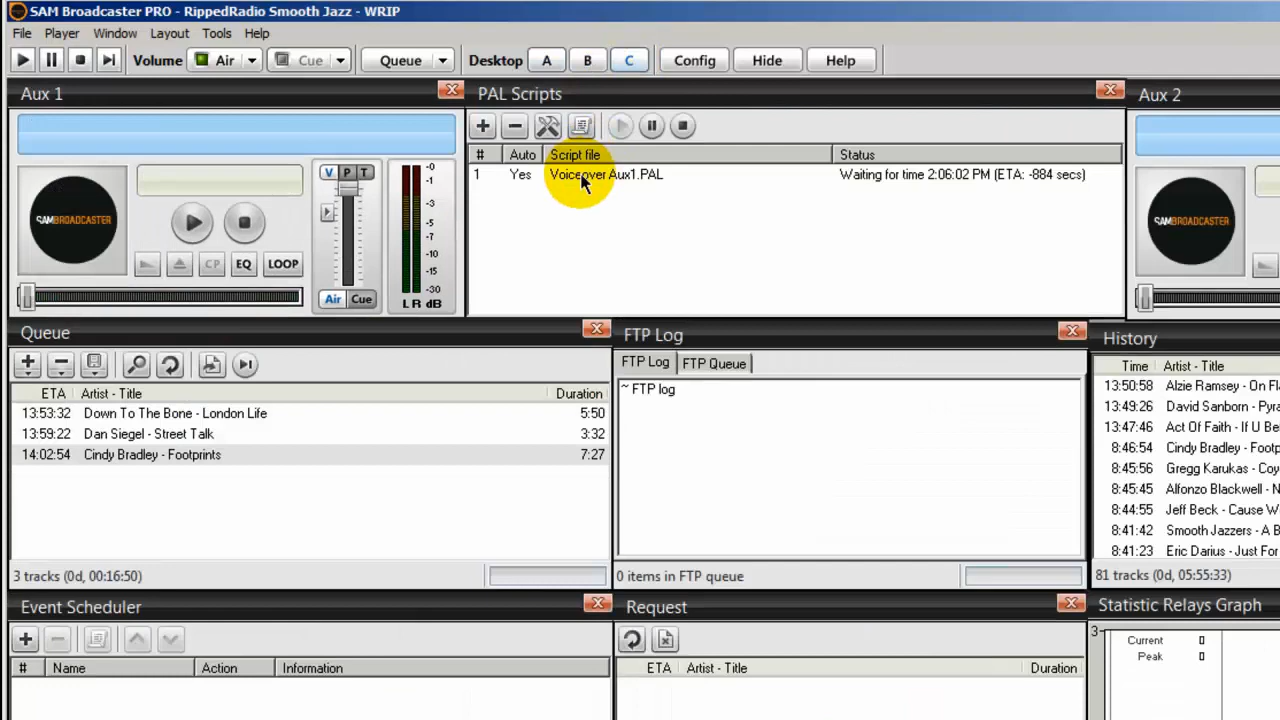 SAM Broadcaster PRO - RippedRadio Smooth Jazz - WRIP
File Player Window Layout Tools Help
Volume Air Cue Queue Desktop A B C Config Hide Help
Aux 1
SAMBROADCASTER
V P T
-0
-1
-3
-5
-7
-10
-15
-30
CP EQ LOOP
Air Cue L R dB
PAL Scripts
# Auto Script file Status
1 Yes Voiceover Aux1.PAL Waiting for time 2:06:02 PM (ETA: -884 secs)
Aux 2
SAMBROADCASTER
Queue
ETA Artist - Title Duration
13:53:32 Down To The Bone - London Life 5:50
13:59:22 Dan Siegel - Street Talk 3:32
14:02:54 Cindy Bradley - Footprints 7:27
3 tracks (0d, 00:16:50)
FTP Log
FTP Log FTP Queue
~ FTP log
0 items in FTP queue
History
Time Artist - Title
13:50:58 Alzie Ramsey - On Fl
13:49:26 David Sanborn - Pyra
13:47:46 Act Of Faith - If U Be
8:46:54 Cindy Bradley - Footp
8:45:56 Gregg Karukas - Coy
8:45:45 Alfonzo Blackwell - N
8:44:55 Jeff Beck - Cause W
8:41:42 Smooth Jazzers - A B
8:41:23 Eric Darius - Just For
81 tracks (0d, 05:55:33)
Event Scheduler
# Name Action Information
Request
ETA Artist - Title Duration
Statistic Relays Graph
3
Current 0
Peak 0